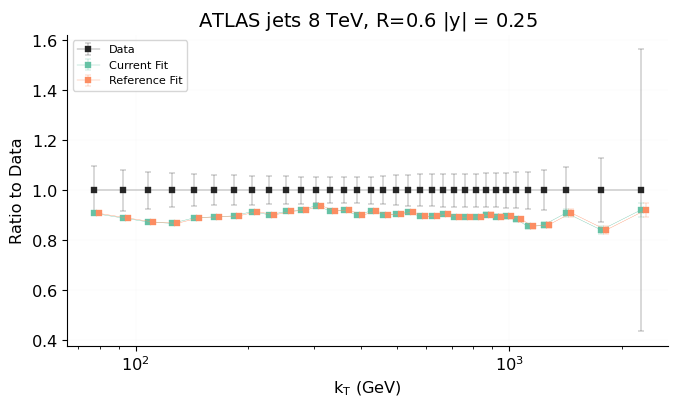 ATLAS jets 8 TeV, R=0.6 |y| = 0.25
Data
Current Fit
Reference Fit
Ratio to Data
1.6
1.4
1.2
1.0
0.8
0.6
0.4
10²
10³
k_T (GeV)